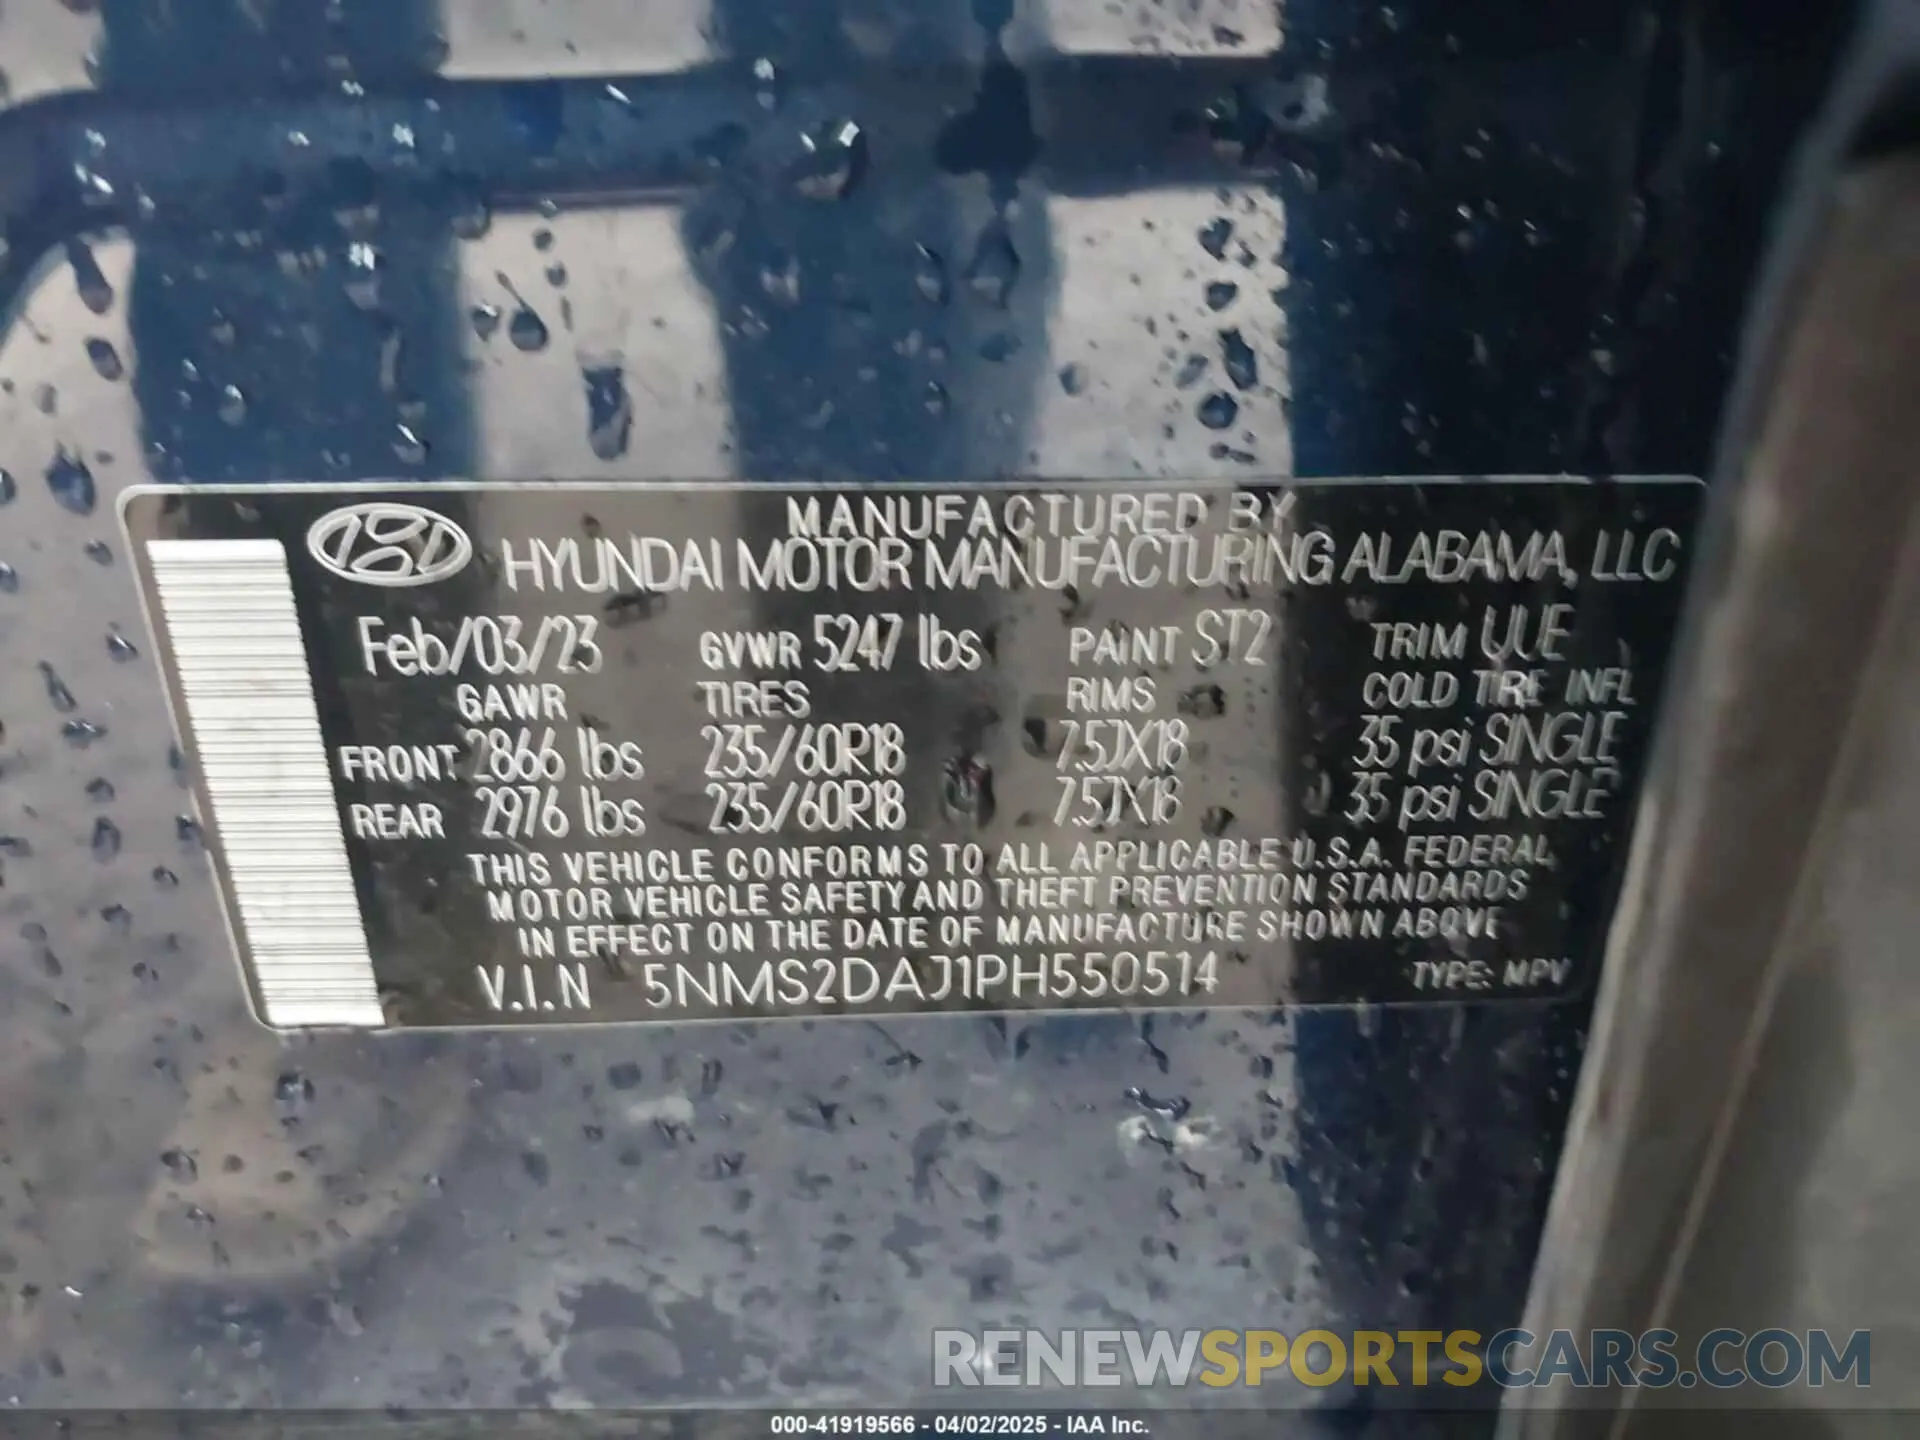 MANUFACTURED BY
HYUNDAI MOTOR MANUFACTURING ALABAMA, LLC
Feb/03/23 GVWR 5247 lbs PAINT ST2 TRIM UUE
GAWR TIRES RIMS COLD TIRE INFL
FRONT 2866 lbs 235/60R18 7.5JX18 35 psi SINGLE
REAR 2976 lbs 235/60R18 7.5JX18 35 psi SINGLE
THIS VEHICLE CONFORMS TO ALL APPLICABLE U.S.A. FEDERAL
MOTOR VEHICLE SAFETY AND THEFT PREVENTION STANDARDS
IN EFFECT ON THE DATE OF MANUFACTURE SHOWN ABOVE
V.I.N 5NMS2DAJ1PH550514 TYPE: MPV
RENEWSPORTSCARS.COM
000-41919566 - 04/02/2025 - IAA Inc.